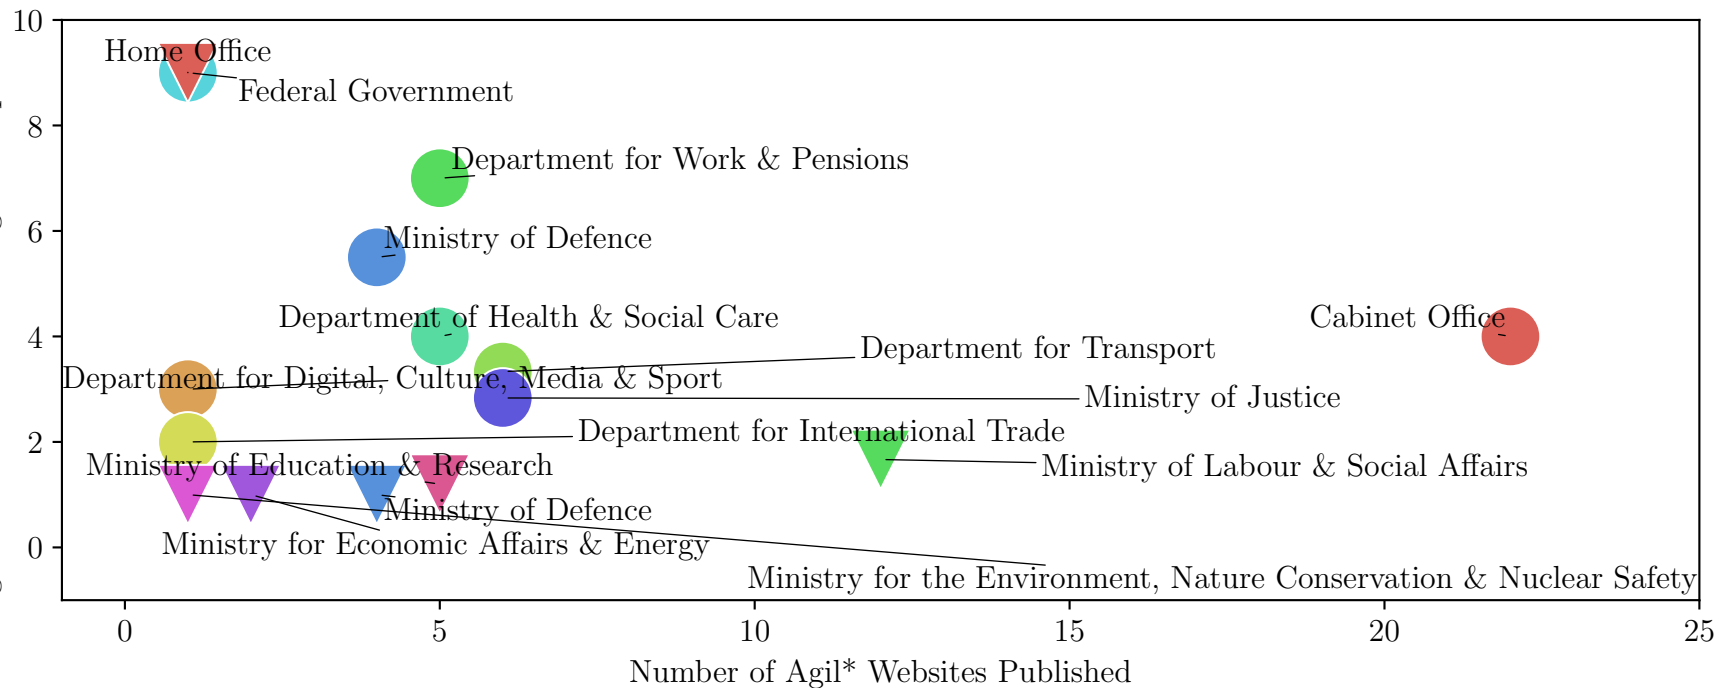 10
Home Office
Federal Government
8
Department for Work & Pensions
6
Ministry of Defence
Department of Health & Social Care
Cabinet Office
4
Department for Transport
Department for Digital, Culture, Media & Sport
Ministry of Justice
Department for International Trade
2
Ministry of Education & Research
Ministry of Labour & Social Affairs
Ministry of Defence
Ministry for Economic Affairs & Energy
0
Ministry for the Environment, Nature Conservation & Nuclear Safety
0 5 10 15 20 25
Number of Agil* Websites Published